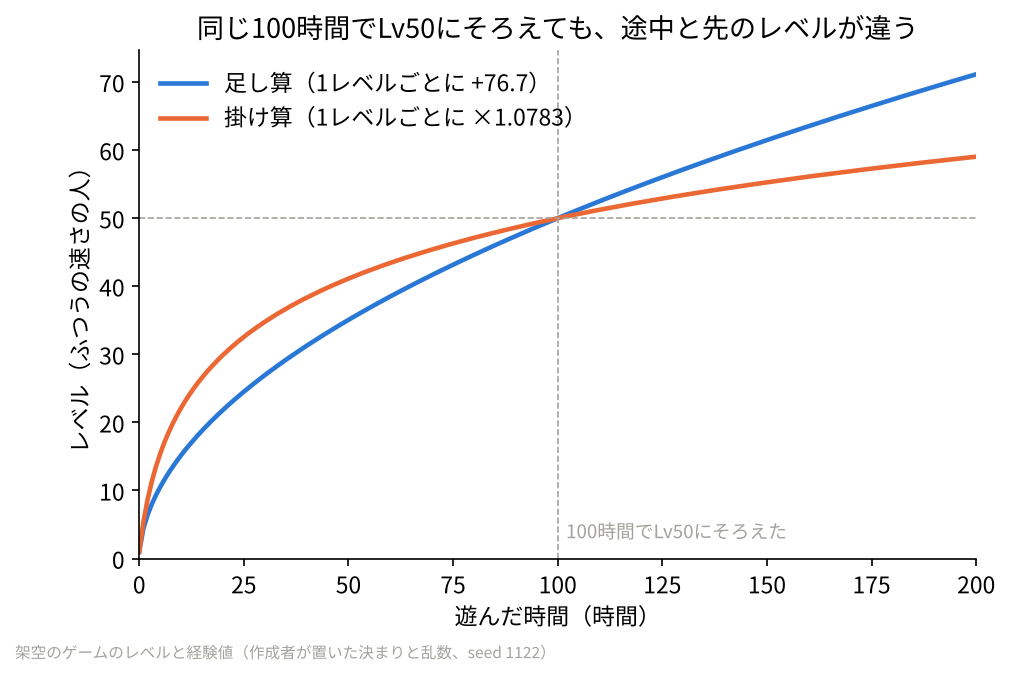 同じ100時間でLv50にそろえても、途中と先のレベルが違う
足し算（1レベルごとに +76.7）
掛け算（1レベルごとに ×1.0783）
レベル（ふつうの速さの人）
70
60
50
40
30
20
10
0
100時間でLv50にそろえた
0 25 50 75 100 125 150 175 200
遊んだ時間（時間）
架空のゲームのレベルと経験値（作成者が置いた決まりと乱数、seed 1122）